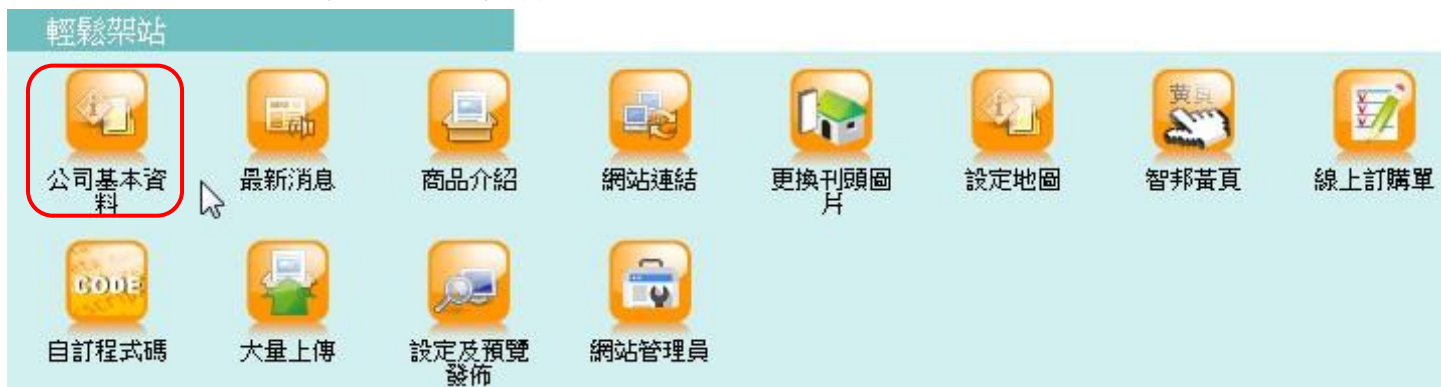 輕鬆架站
公司基本資
料
最新消息
商品介紹
網站連結
更換刊頭圖
片
設定地圖
黃頁
智邦黃頁
線上訂購單
CODE
自訂程式碼
大量上傳
設定及預覽
發佈
網站管理員